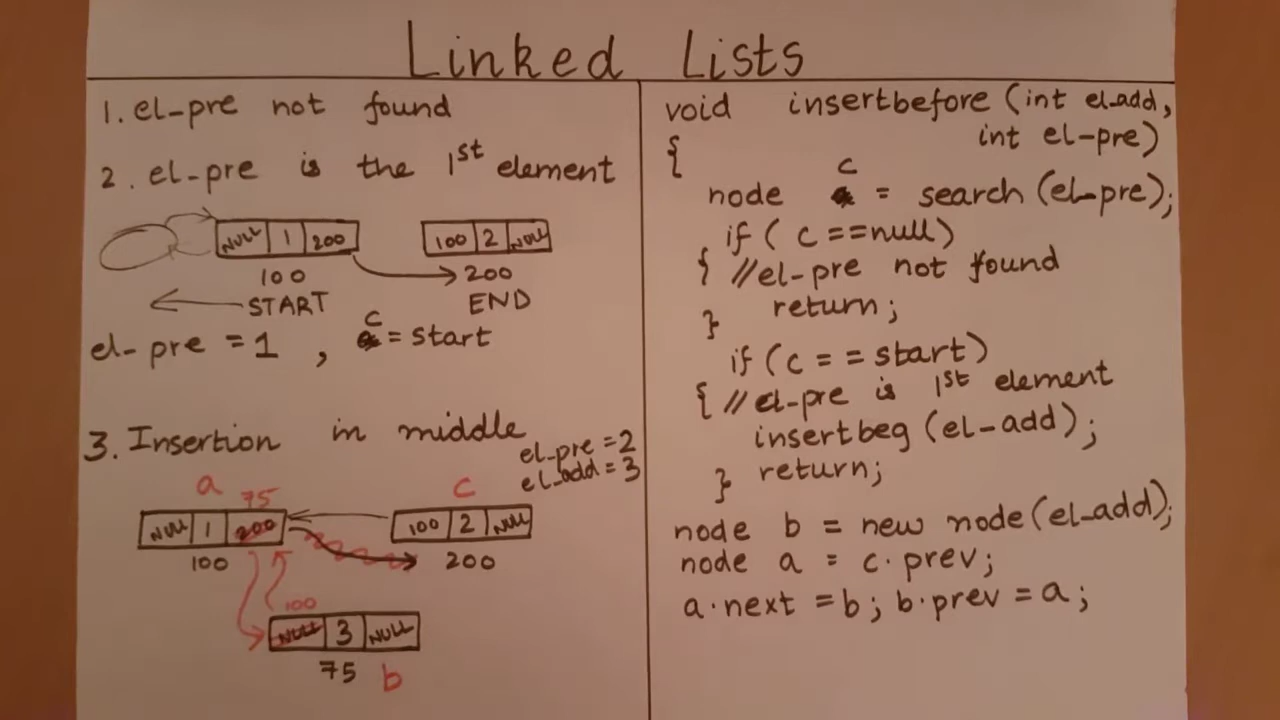 Linked Lists
1. el-pre not found
2. el-pre is the 1st element
NULL 1 200
100 2 NULL
100
200
START
END
el-pre = 1 , c = start
3. Insertion in middle
el-pre = 2
el-add = 3
a
75
c
NULL 1 200
100 2 NULL
100
200
100
NULL 3 NULL
75
b
void insertbefore (int el-add,
int el-pre)
{
c
node = search (el-pre);
if ( c ==null)
{ //el-pre not found
return;
}
if (c == start)
{ // el-pre is 1st element
insertbeg (el-add);
} return;
node b = new node(el-add);
node a = c.prev;
a.next = b; b.prev = a;